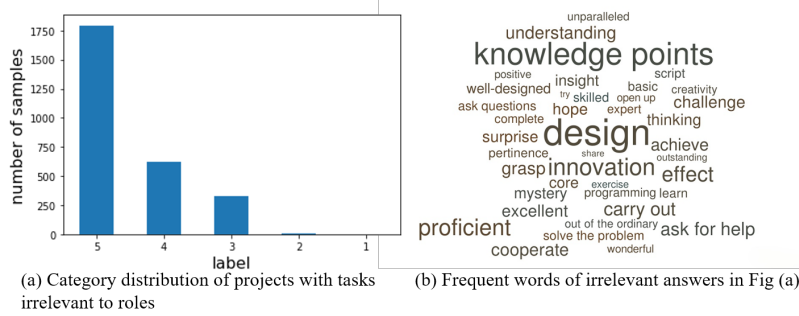 1750
1500
1250
1000
750
500
250
0
number of samples
5 4 3 2 1
label
(a) Category distribution of projects with tasks
irrelevant to roles
unparalleled
understanding
knowledge points
positive insight script
well-designed basic creativity
try skilled open up
ask questions hope expert challenge
complete thinking
surprise design achieve
pertinence share outstanding
grasp innovation effect
core exercise
mystery programming learn
excellent carry out
proficient out of the ordinary ask for help
solve the problem
cooperate wonderful
(b) Frequent words of irrelevant answers in Fig (a)